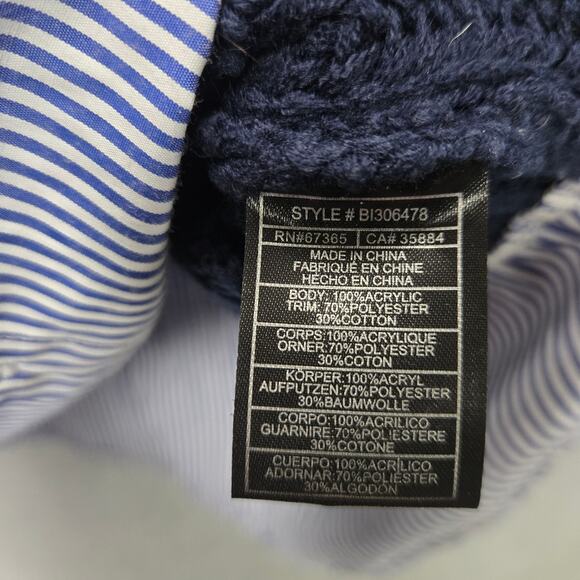 STYLE # BI306478
RN#67365 CA# 35884
MADE IN CHINA
FABRIQUÉ EN CHINE
HECHO EN CHINA
BODY: 100%ACRYLIC
TRIM: 70%POLYESTER
30%COTTON
CORPS:100%ACRYLIQUE
ORNER:70%POLYESTER
30%COTON
KÖRPER:100%ACRYL
AUFPUTZEN:70%POLYESTER
30%BAUMWOLLE
CORPO:100%ACRILICO
GUARNIRE:70%POLIESTERE
30%COTONE
CUERPO:100%ACRÍLICO
ADORNAR:70%POLIÉSTER
30%ALGODÓN